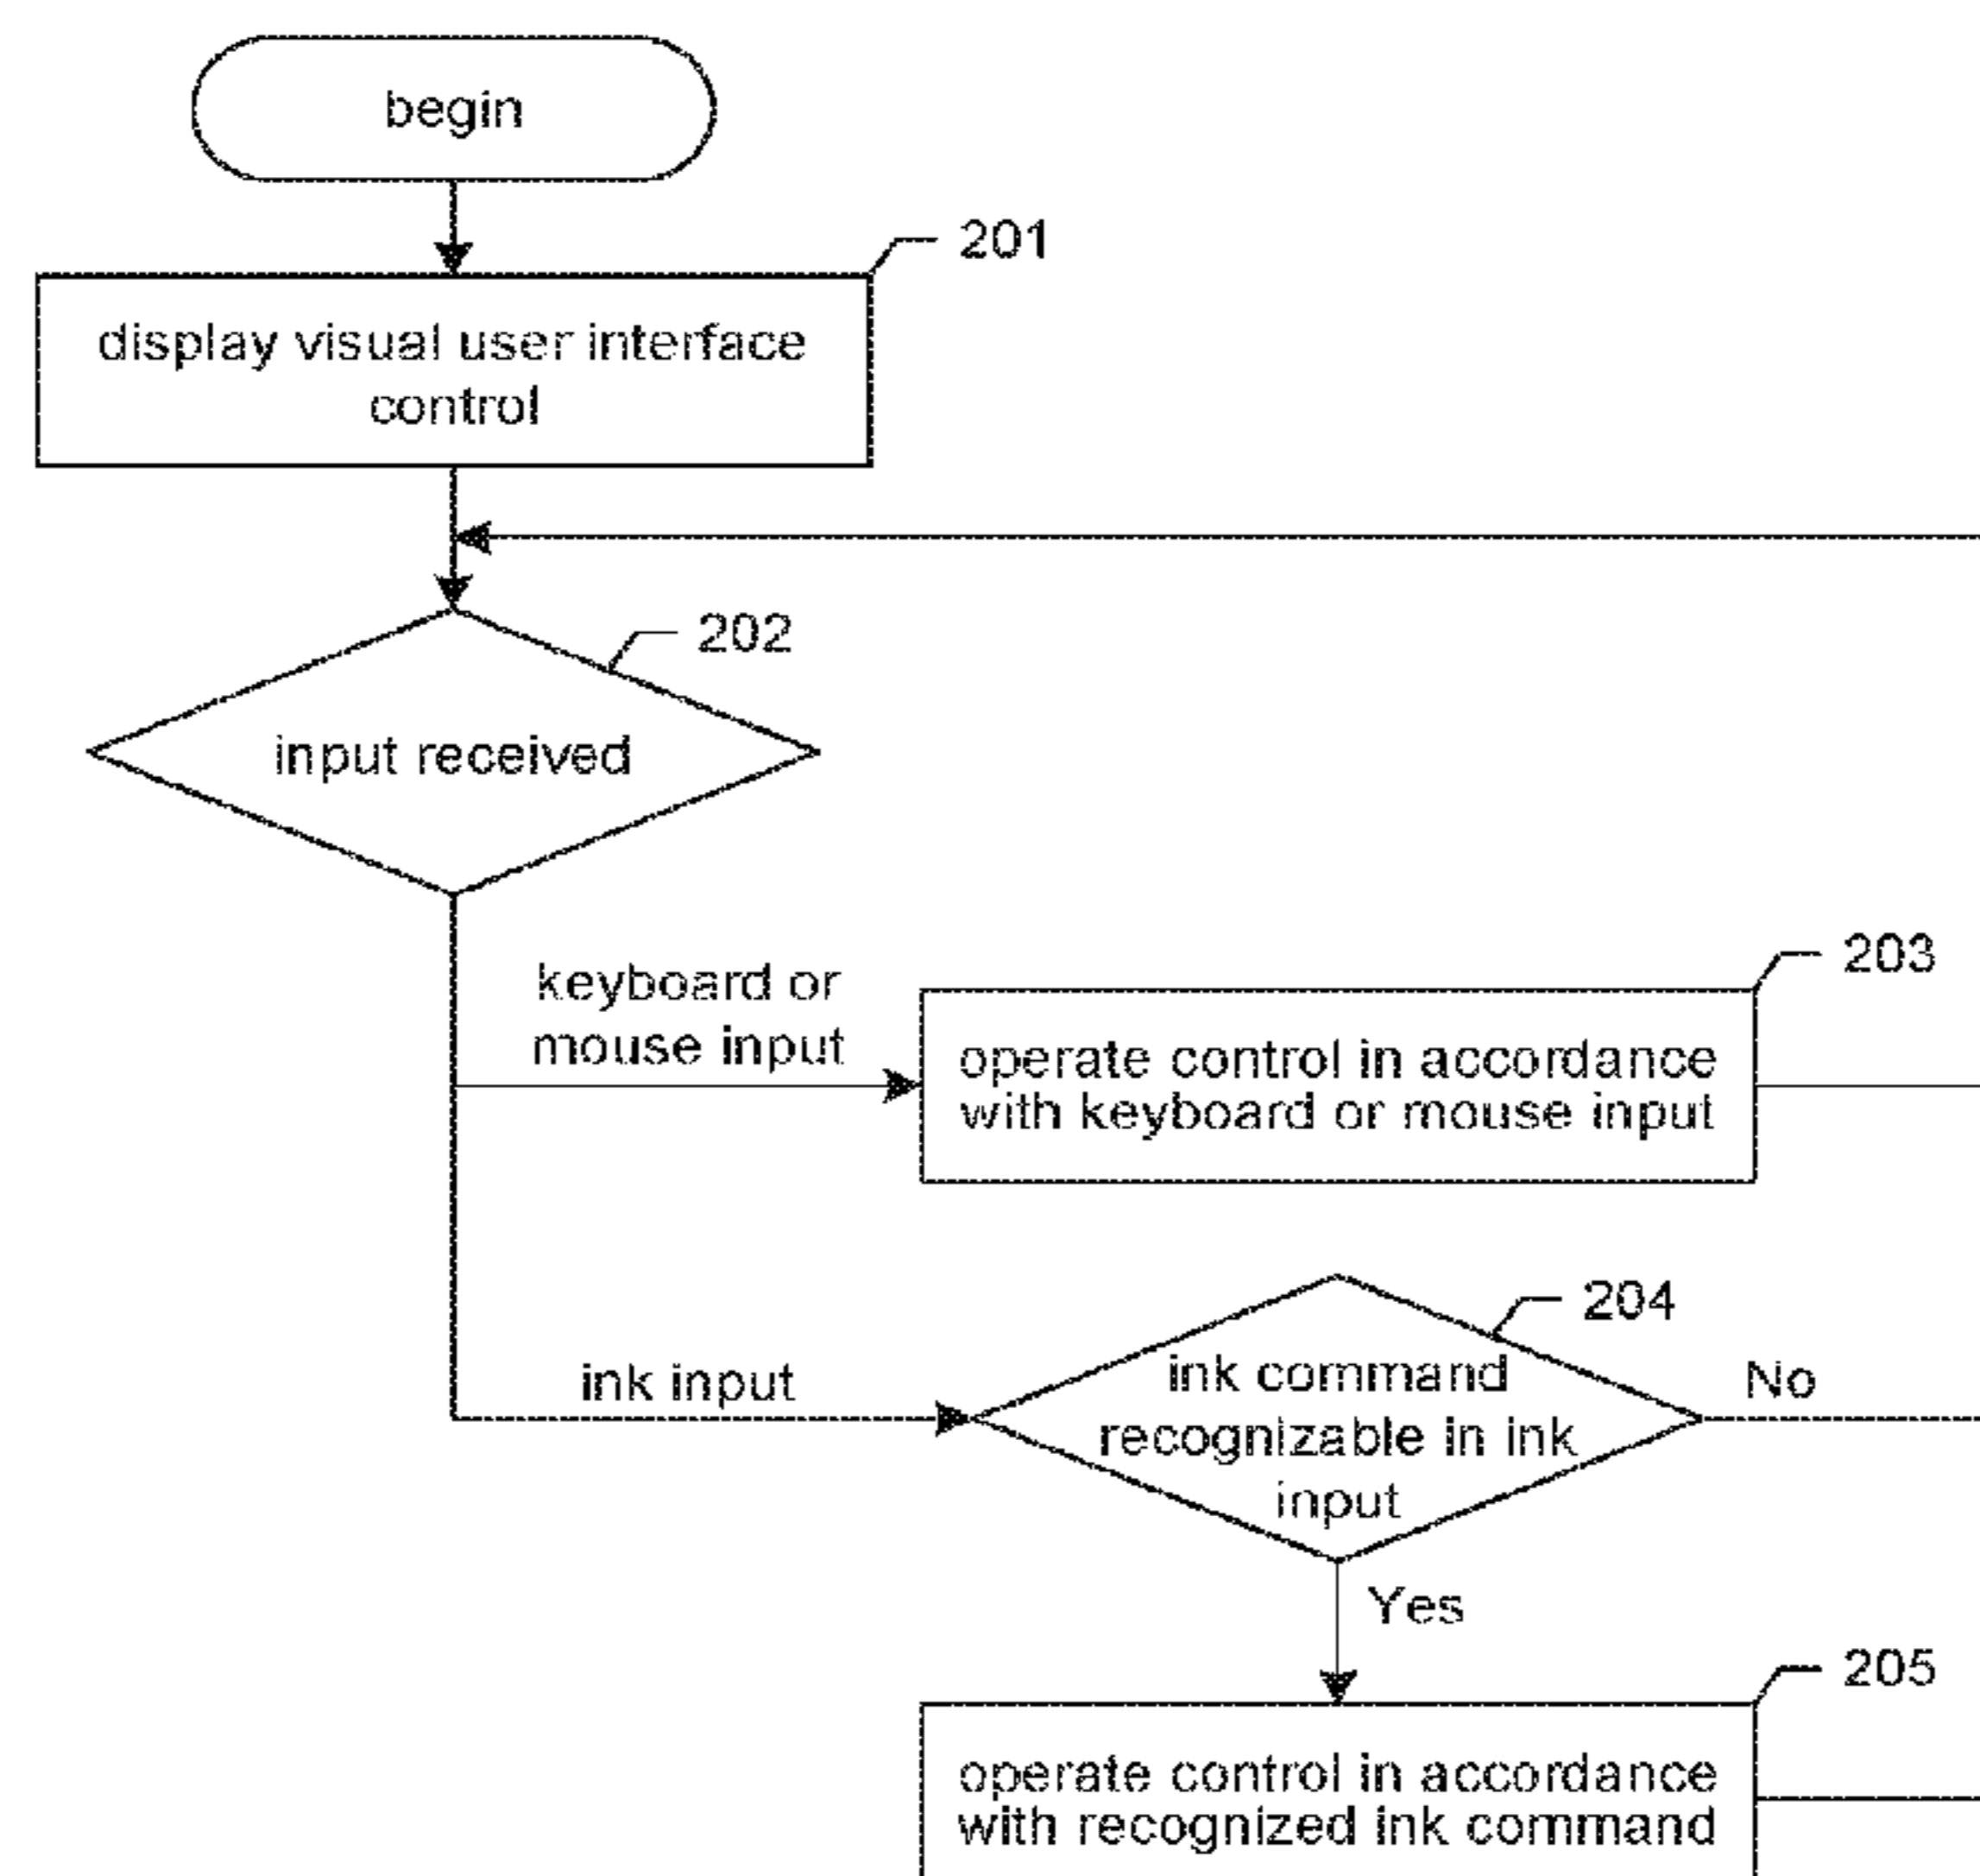 begin
201
display visual user interface
control
202
input received
keyboard or
mouse input
203
operate control in accordance
with keyboard or mouse input
ink input
204
ink command
recognizable in ink
input
No
Yes
205
operate control in accordance
with recognized ink command